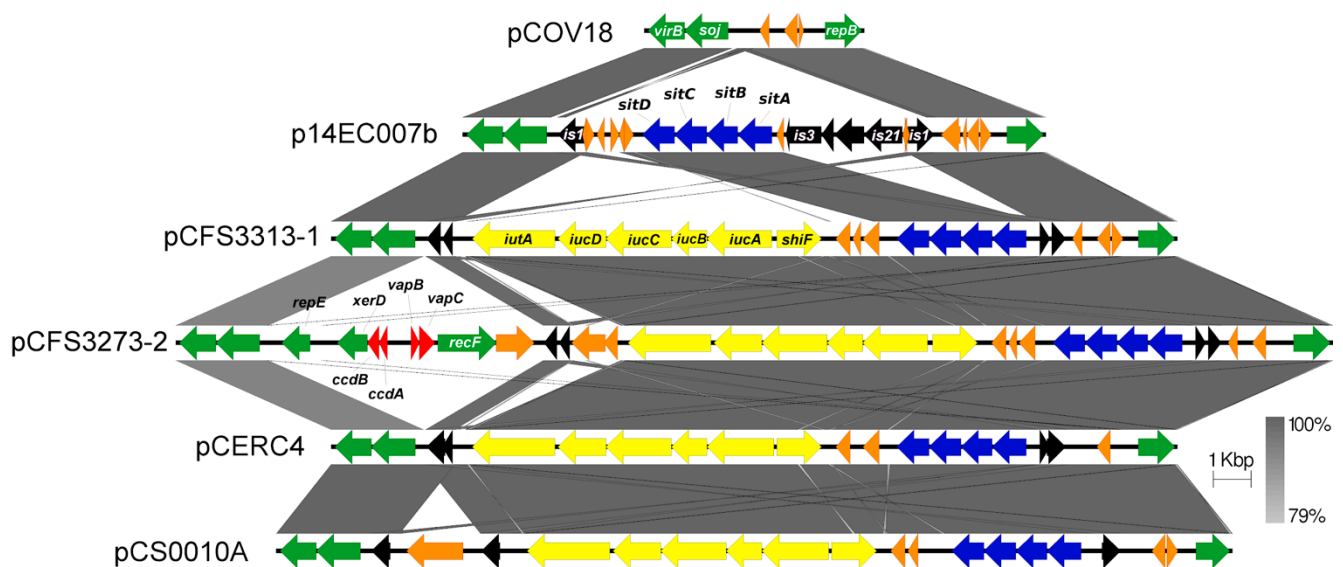 pCOV18
virB soj repB
sitD sitC sitB sitA
p14EC007b
is1 is3 is21 is1
pCFS3313-1
iutA iucD iucC iucB iucA shiF
repE xerD vapB vapC
pCFS3273-2
recF
ccdB ccdA
pCERC4
100%
1 Kbp
79%
pCS0010A